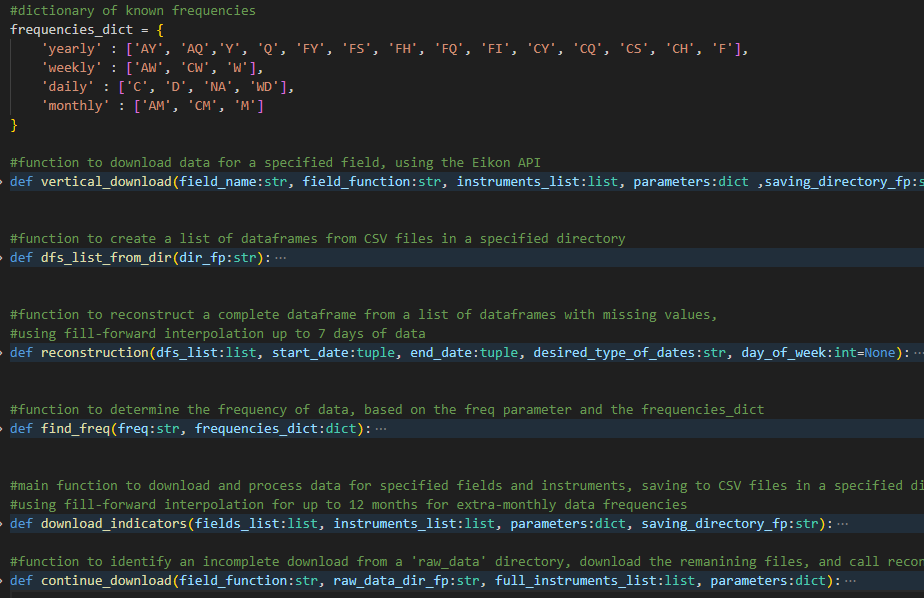 #dictionary of known frequencies
frequencies_dict = {
    'yearly' : ['AY', 'AQ','Y', 'Q', 'FY', 'FS', 'FH', 'FQ', 'FI', 'CY', 'CQ', 'CS', 'CH', 'F'],
    'weekly' : ['AW', 'CW', 'W'],
    'daily' : ['C', 'D', 'NA', 'WD'],
    'monthly' : ['AM', 'CM', 'M']
}
#function to download data for a specified field, using the Eikon API
def vertical_download(field_name:str, field_function:str, instruments_list:list, parameters:dict ,saving_directory_fp:s
#function to create a list of dataframes from CSV files in a specified directory
def dfs_list_from_dir(dir_fp:str): ···
#function to reconstruct a complete dataframe from a list of dataframes with missing values,
#using fill-forward interpolation up to 7 days of data
def reconstruction(dfs_list:list, start_date:tuple, end_date:tuple, desired_type_of_dates:str, day_of_week:int=None): ···
#function to determine the frequency of data, based on the freq parameter and the frequencies_dict
def find_freq(freq:str, frequencies_dict:dict): ···
#main function to download and process data for specified fields and instruments, saving to CSV files in a specified di
#using fill-forward interpolation for up to 12 months for extra-monthly data frequencies
def download_indicators(fields_list:list, instruments_list:list, parameters:dict, saving_directory_fp:str): ···
#function to identify an incomplete download from a 'raw_data' directory, download the remanining files, and call recon
def continue_download(field_function:str, raw_data_dir_fp:str, full_instruments_list:list, parameters:dict): ···